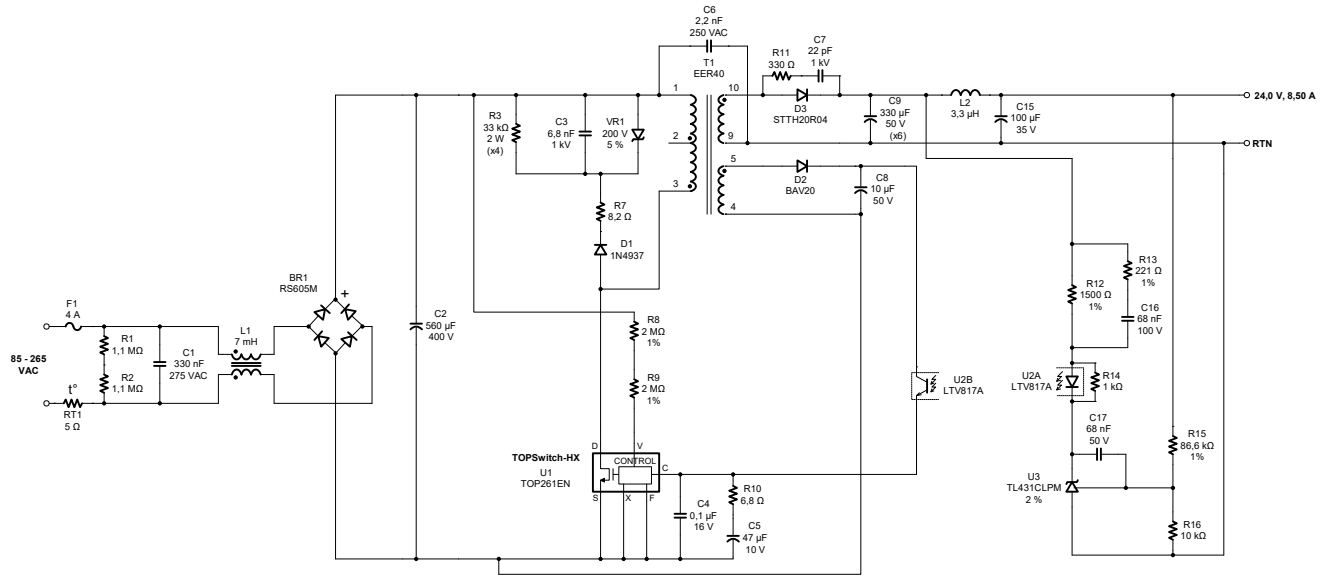 C6
2,2 nF
250 VAC
T1
EER40
R11
330 Ω
C7
22 pF
1 kV
1
2
3
10
9
5
4
D3
STTH20R04
C9
330 µF
50 V
(x6)
L2
3,3 µH
C15
100 µF
35 V
24,0 V, 8,50 A
RTN
R3
33 kΩ
2 W
(x4)
C3
6,8 nF
1 kV
VR1
200 V
5 %
D2
BAV20
C8
10 µF
50 V
R7
8,2 Ω
D1
1N4937
BR1
RS605M
+
F1
4 A
R1
1,1 MΩ
R2
1,1 MΩ
C1
330 nF
275 VAC
L1
7 mH
85 - 265
VAC
t°
RT1
5 Ω
C2
560 µF
400 V
R8
2 MΩ
1%
R9
2 MΩ
1%
R12
1500 Ω
1%
R13
221 Ω
1%
C16
68 nF
100 V
U2B
LTV817A
U2A
LTV817A
R14
1 kΩ
C17
68 nF
50 V
R15
86,6 kΩ
1%
U3
TL431CLPM
2 %
R16
10 kΩ
TOPSwitch-HX
U1
TOP261EN
D
V
CONTROL
C
S
X
F
C4
0,1 µF
16 V
R10
6,8 Ω
C5
47 µF
10 V